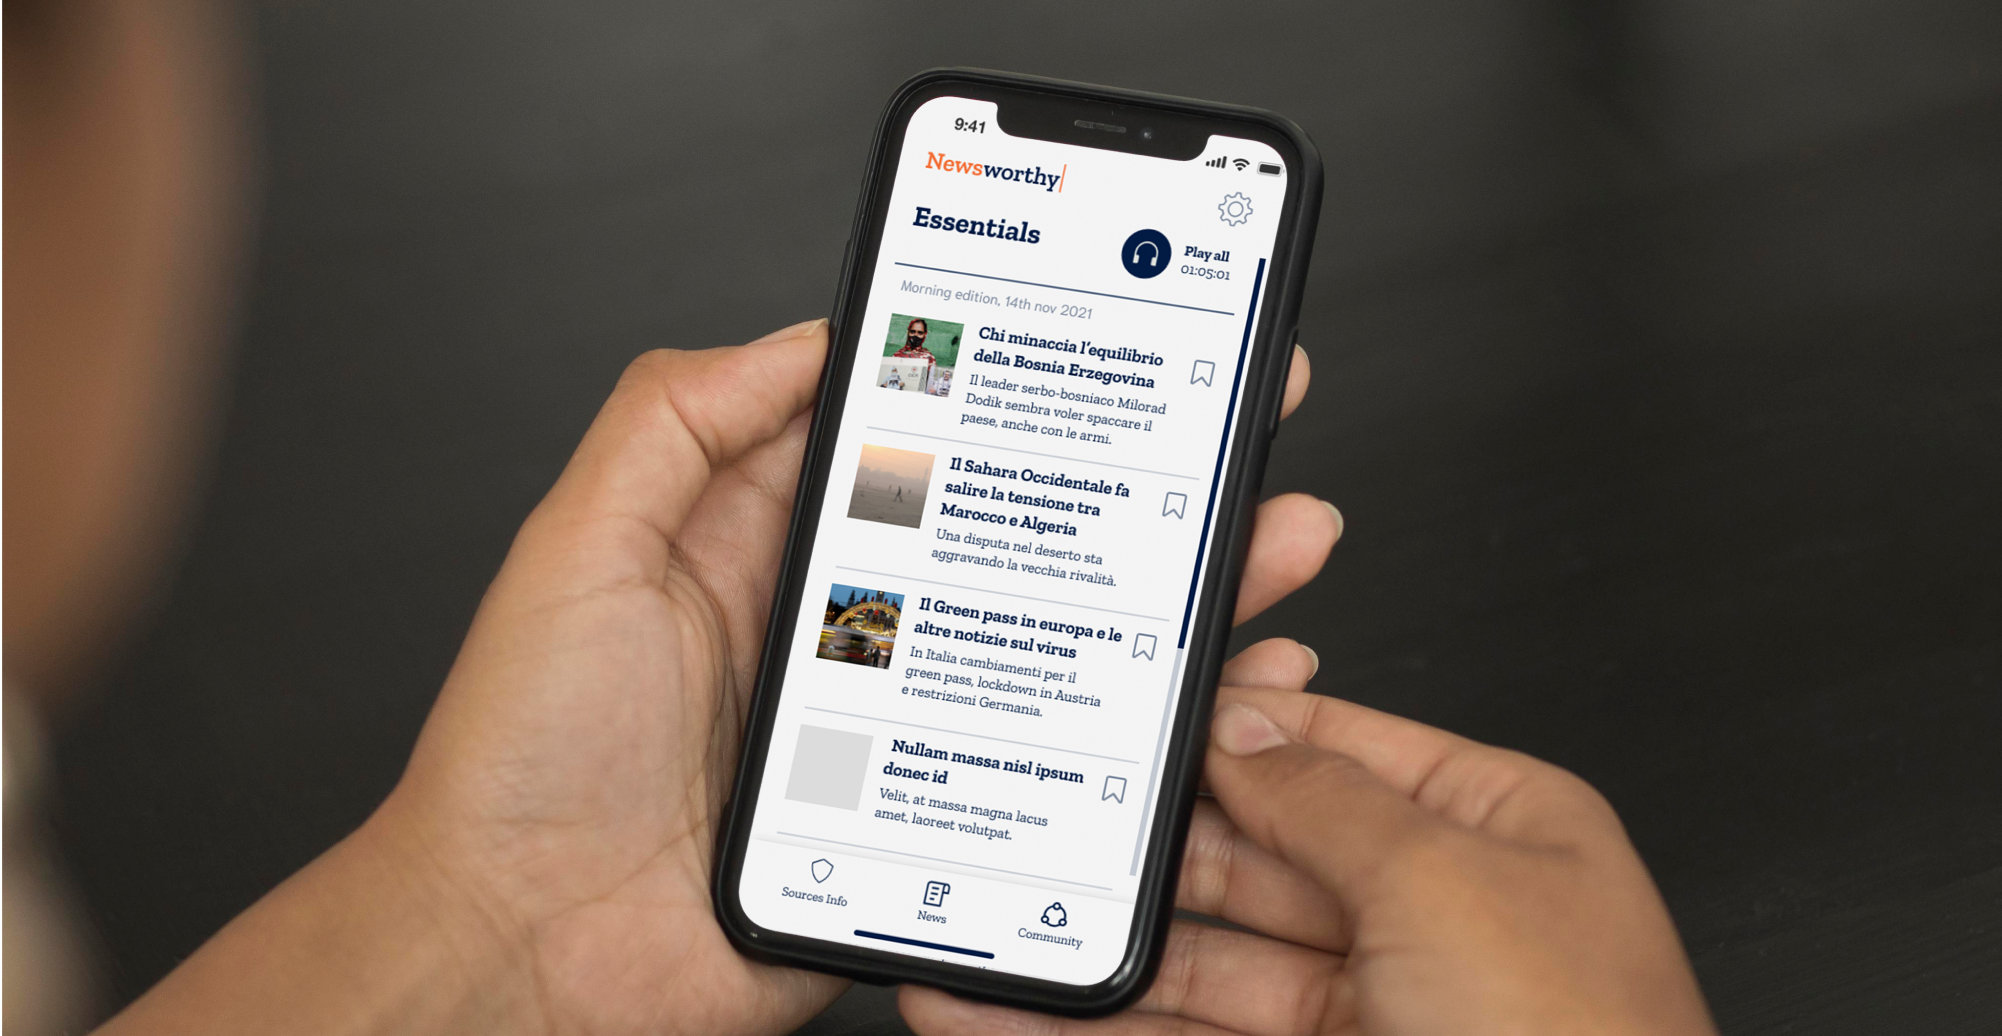 9:41
Newsworthy
Essentials
Play all
01:05:01
Morning edition, 14th nov 2021
Chi minaccia l'equilibrio
della Bosnia Erzegovina
Il leader serbo-bosniaco Milorad
Dodik sembra voler spaccare il
paese, anche con le armi.
Il Sahara Occidentale fa
salire la tensione tra
Marocco e Algeria
Una disputa nel deserto sta
aggravando la vecchia rivalità.
Il Green pass in europa e le
altre notizie sul virus
In Italia cambiamenti per il
green pass, lockdown in Austria
e restrizioni Germania.
Nullam massa nisl ipsum
donec id
Velit, at massa magna lacus
amet, laoreet volutpat.
Sources Info
News
Community